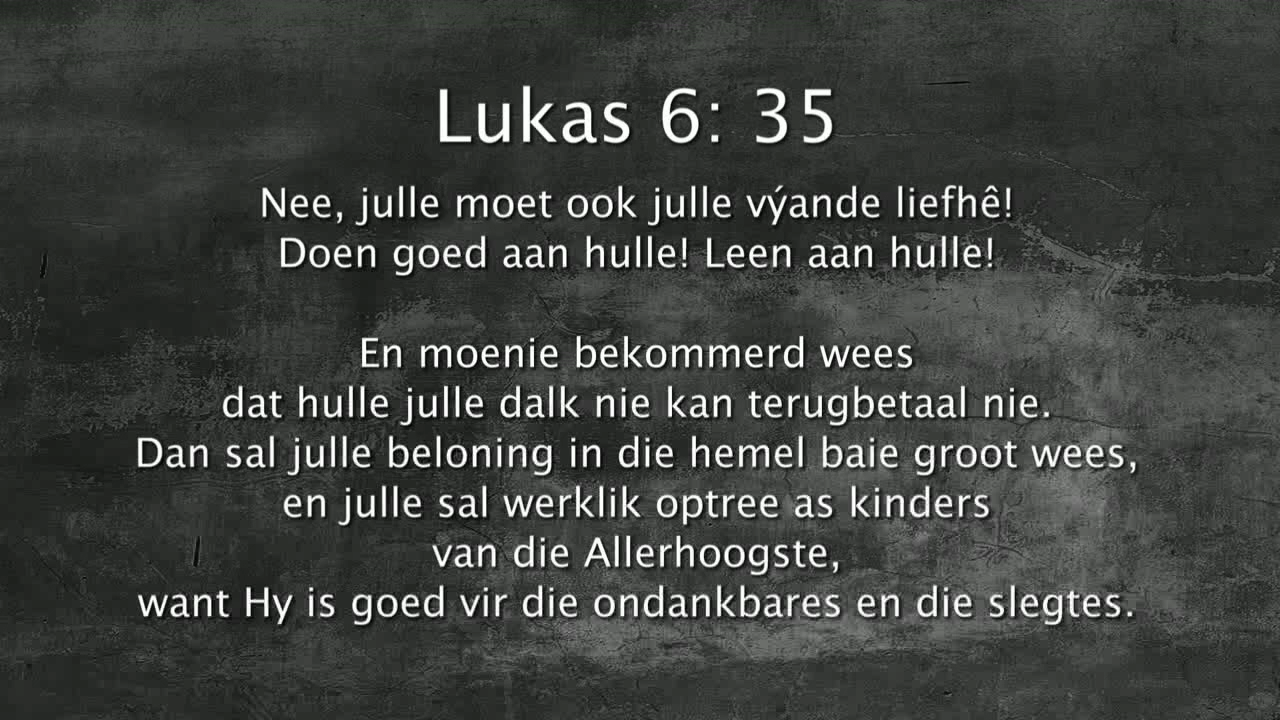 Lukas 6: 35
Nee, julle moet ook julle výande liefhê!
Doen goed aan hulle! Leen aan hulle!
En moenie bekommerd wees
dat hulle julle dalk nie kan terugbetaal nie.
Dan sal julle beloning in die hemel baie groot wees,
en julle sal werklik optree as kinders
van die Allerhoogste,
want Hy is goed vir die ondankbares en die slegtes.